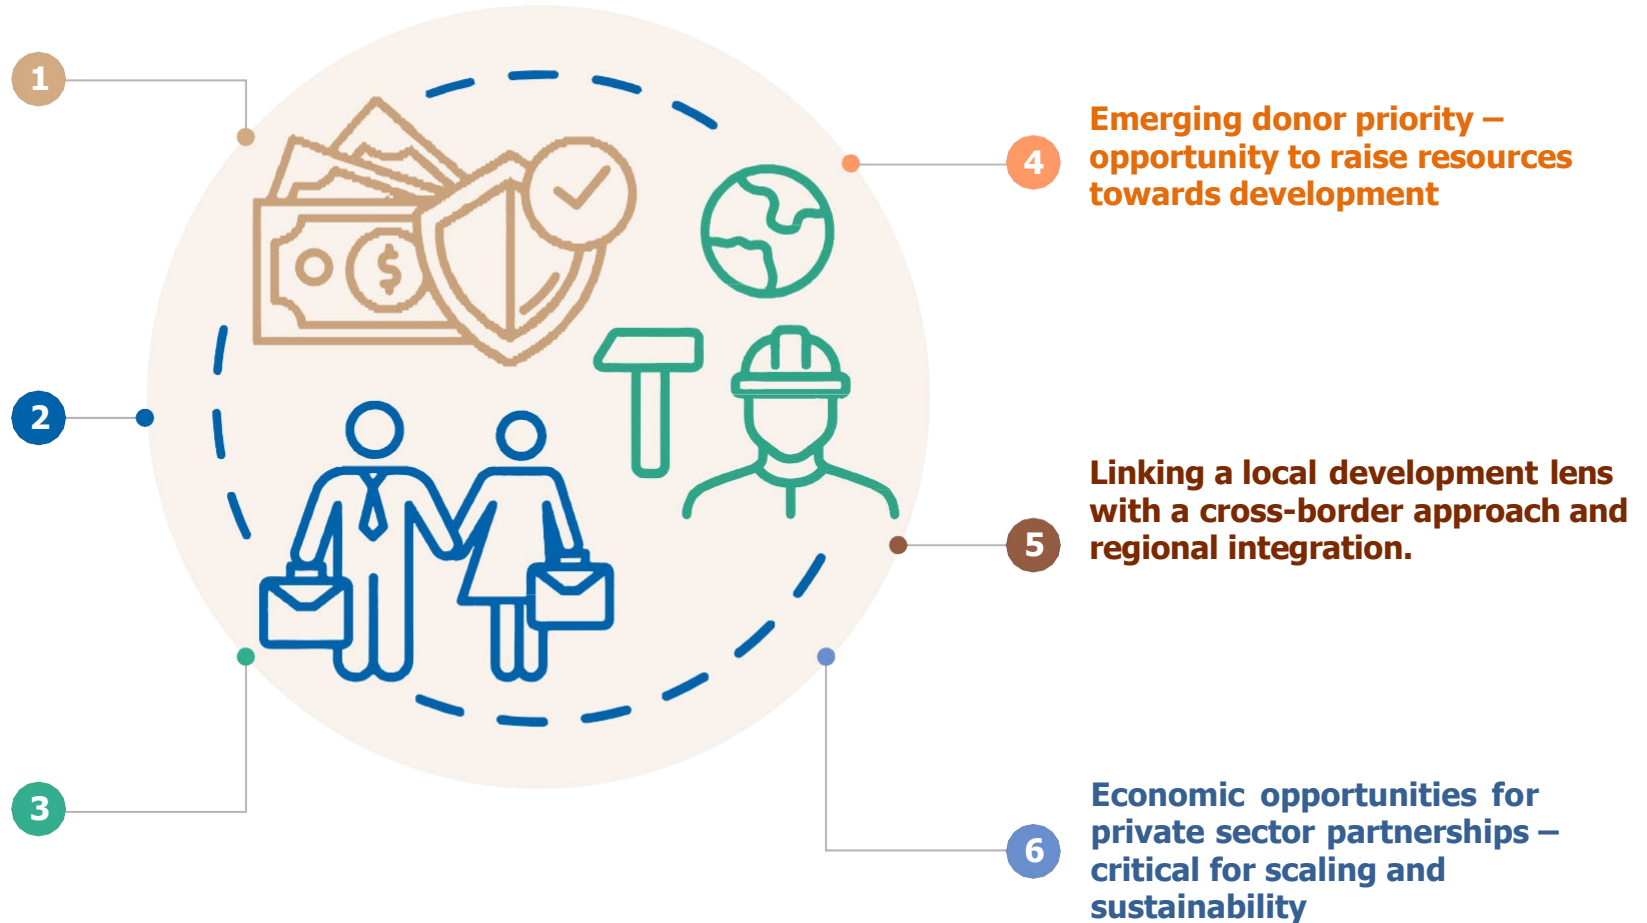 1
2
3
4
Emerging donor priority –
opportunity to raise resources
towards development
5
Linking a local development lens
with a cross-border approach and
regional integration.
6
Economic opportunities for
private sector partnerships –
critical for scaling and
sustainability
$